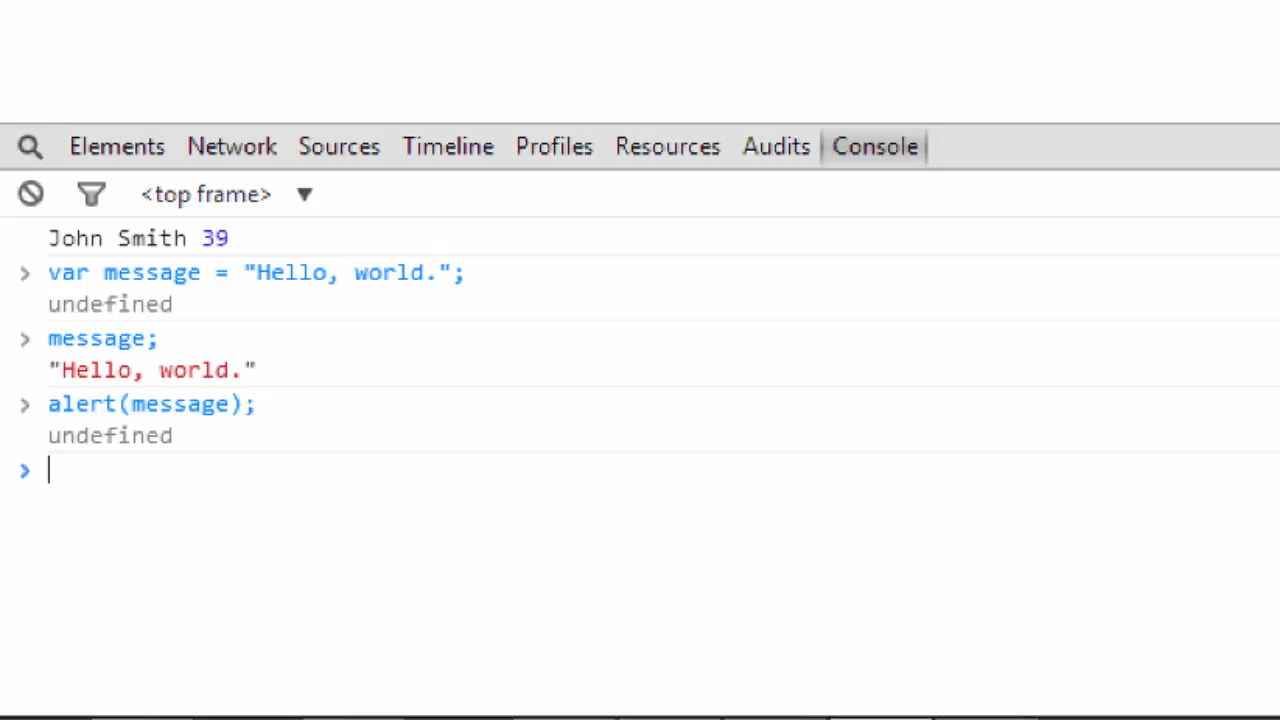 Elements Network Sources Timeline Profiles Resources Audits Console
<top frame> ▼
John Smith 39
> var message = "Hello, world.";
undefined
> message;
"Hello, world."
> alert(message);
undefined
>